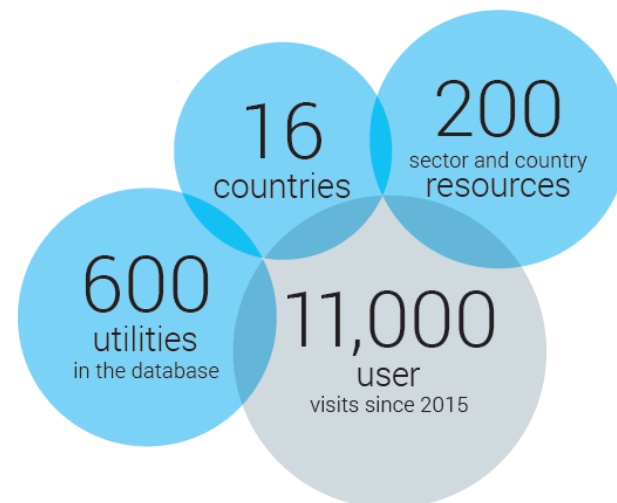 16
countries
200
sector and country
resources
600
utilities
in the database
11,000
user
visits since 2015